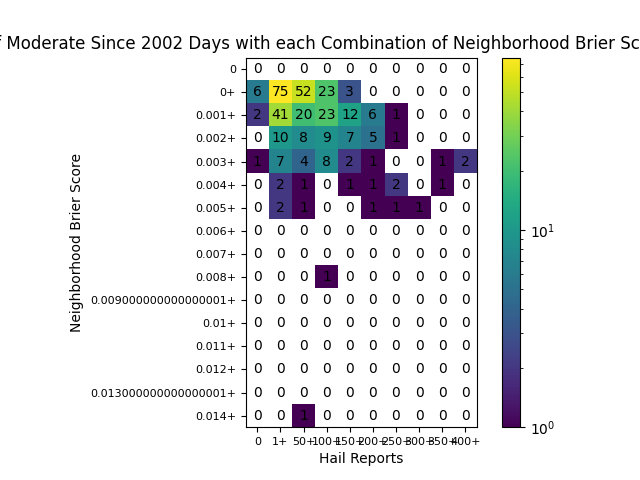 f Moderate Since 2002 Days with each Combination of Neighborhood Brier Sc
Neighborhood Brier Score
0 0 0 0 0 0 0 0 0 0 0
0+ 6 75 52 23 3 0 0 0 0 0
0.001+ 2 41 20 23 12 6 1 0 0 0
0.002+ 0 10 8 9 7 5 1 0 0 0
0.003+ 1 7 4 8 2 1 0 0 1 2
0.004+ 0 2 1 0 1 1 2 0 1 0
0.005+ 0 2 1 0 0 1 1 1 0 0
0.006+ 0 0 0 0 0 0 0 0 0 0
0.007+ 0 0 0 0 0 0 0 0 0 0
0.008+ 0 0 0 1 0 0 0 0 0 0
0.009000000000000001+ 0 0 0 0 0 0 0 0 0 0
0.01+ 0 0 0 0 0 0 0 0 0 0
0.011+ 0 0 0 0 0 0 0 0 0 0
0.012+ 0 0 0 0 0 0 0 0 0 0
0.013000000000000001+ 0 0 0 0 0 0 0 0 0 0
0.014+ 0 0 1 0 0 0 0 0 0 0
0 1+ 50+ 100+ 150+ 200+ 250+ 300+ 350+ 400+
Hail Reports
10¹
10⁰